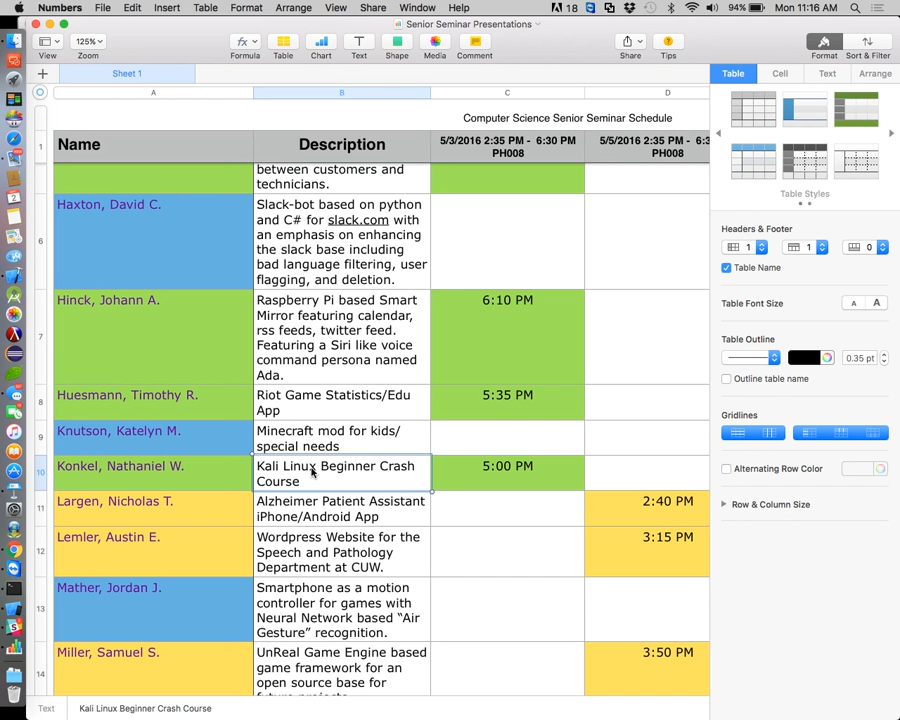 Numbers File Edit Insert Table Format Arrange View Share Window Help 18 94% Mon 11:16 AM
Senior Seminar Presentations
125%
View Zoom Formula Table Chart Text Shape Media Comment Share Tips Format Sort & Filter
Sheet 1
Table Cell Text Arrange
A B C D
Computer Science Senior Seminar Schedule
1 Name Description 5/3/2016 2:35 PM - 6:30 PM 5/5/2016 2:35 PM - 6:3
PH008 PH008
between customers and
technicians.
6 Haxton, David C. Slack-bot based on python
and C# for slack.com with
an emphasis on enhancing
the slack base including
bad language filtering, user
flagging, and deletion.
7 Hinck, Johann A. Raspberry Pi based Smart 6:10 PM
Mirror featuring calendar,
rss feeds, twitter feed.
Featuring a Siri like voice
command persona named
Ada.
8 Huesmann, Timothy R. Riot Game Statistics/Edu 5:35 PM
App
9 Knutson, Katelyn M. Minecraft mod for kids/
special needs
10 Konkel, Nathaniel W. Kali Linux Beginner Crash 5:00 PM
Course
11 Largen, Nicholas T. Alzheimer Patient Assistant 2:40 PM
iPhone/Android App
12 Lemler, Austin E. Wordpress Website for the 3:15 PM
Speech and Pathology
Department at CUW.
13 Mather, Jordan J. Smartphone as a motion
controller for games with
Neural Network based “Air
Gesture” recognition.
14 Miller, Samuel S. UnReal Game Engine based 3:50 PM
game framework for an
open source base for
Table Styles
Headers & Footer
1 1 0
Table Name
Table Font Size A A
Table Outline
0.35 pt
Outline table name
Gridlines
Alternating Row Color
Row & Column Size
Text Kali Linux Beginner Crash Course